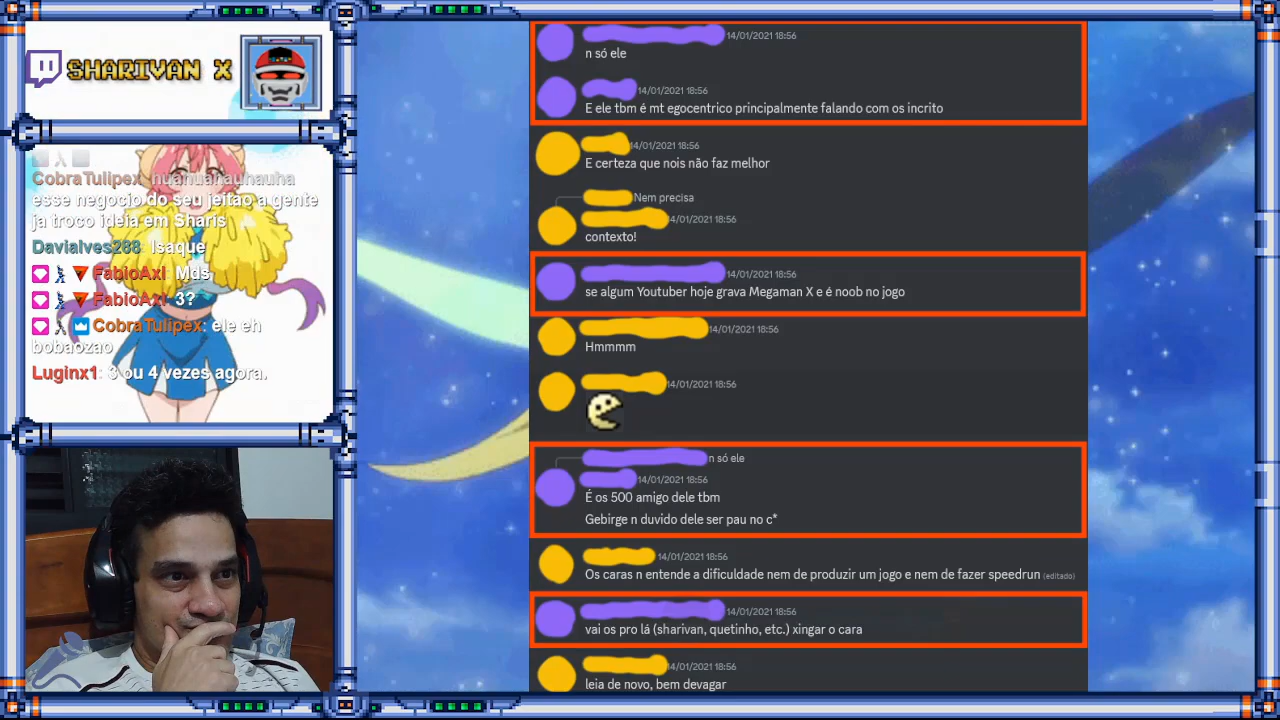 SHARIVAN X
CobraTulipex huahuahauhauha
esse negocio do seu jeitão a gente
ja troco ideia em Sharis
Davialves288 Isaque
FabioAxl Mds
FabioAxl 3?
CobraTulipex: ele eh
bobaozao
Luginx1: 3 ou 4 vezes agora.
14/01/2021 18:56
n só ele
14/01/2021 18:56
E ele tbm é mt egocentrico principalmente falando com os incrito
14/01/2021 18:56
E certeza que nois não faz melhor
Nem precisa
14/01/2021 18:56
contexto!
14/01/2021 18:56
se algum Youtuber hoje grava Megaman X e é noob no jogo
14/01/2021 18:56
Hmmmm
14/01/2021 18:56
n só ele
14/01/2021 18:56
É os 500 amigo dele tbm
Gebirge n duvido dele ser pau no c*
14/01/2021 18:56
Os caras n entende a dificuldade nem de produzir um jogo e nem de fazer speedrun (editado)
14/01/2021 18:56
vai os pro lá (sharivan, quetinho, etc.) xingar o cara
14/01/2021 18:56
leia de novo, bem devagar